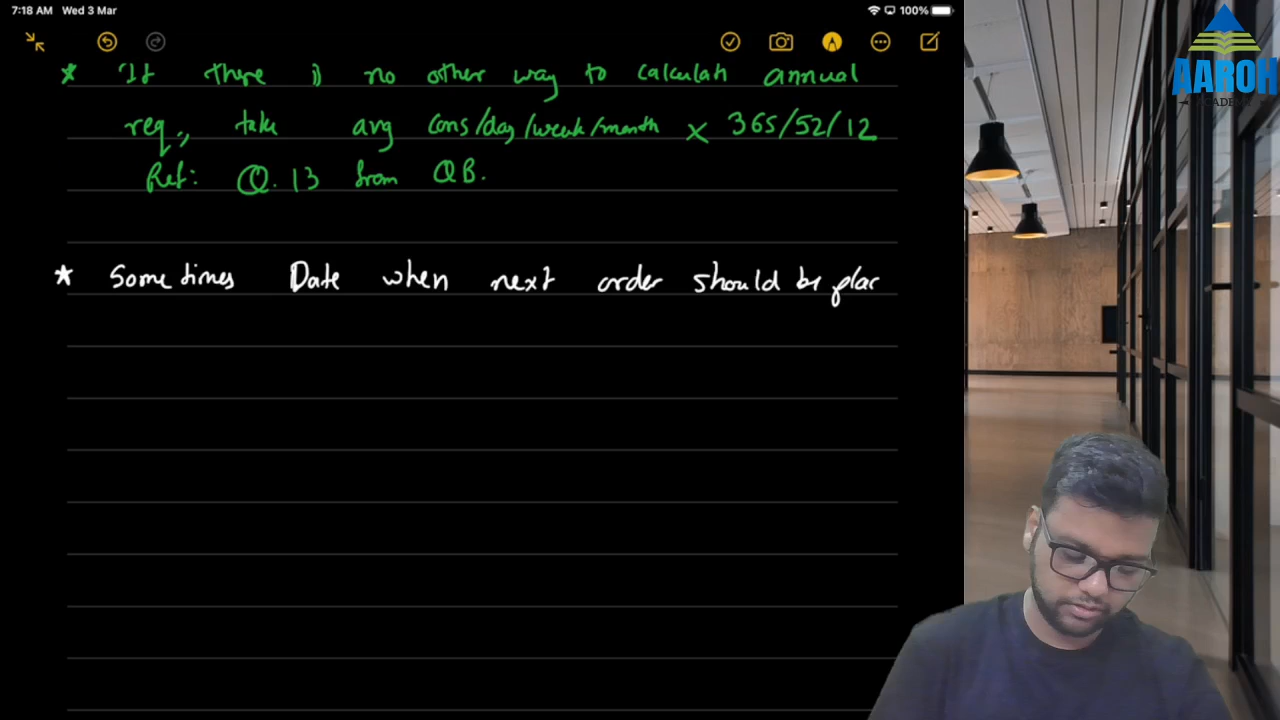 7:18 AM Wed 3 Mar
100%
* If there is no other way to calculate annual
req., take avg cons/day/week/month × 365/52/12
Ref: Q. 13 from QB.
* Sometimes Date when next order should be plac
AAROH
ACADEMY